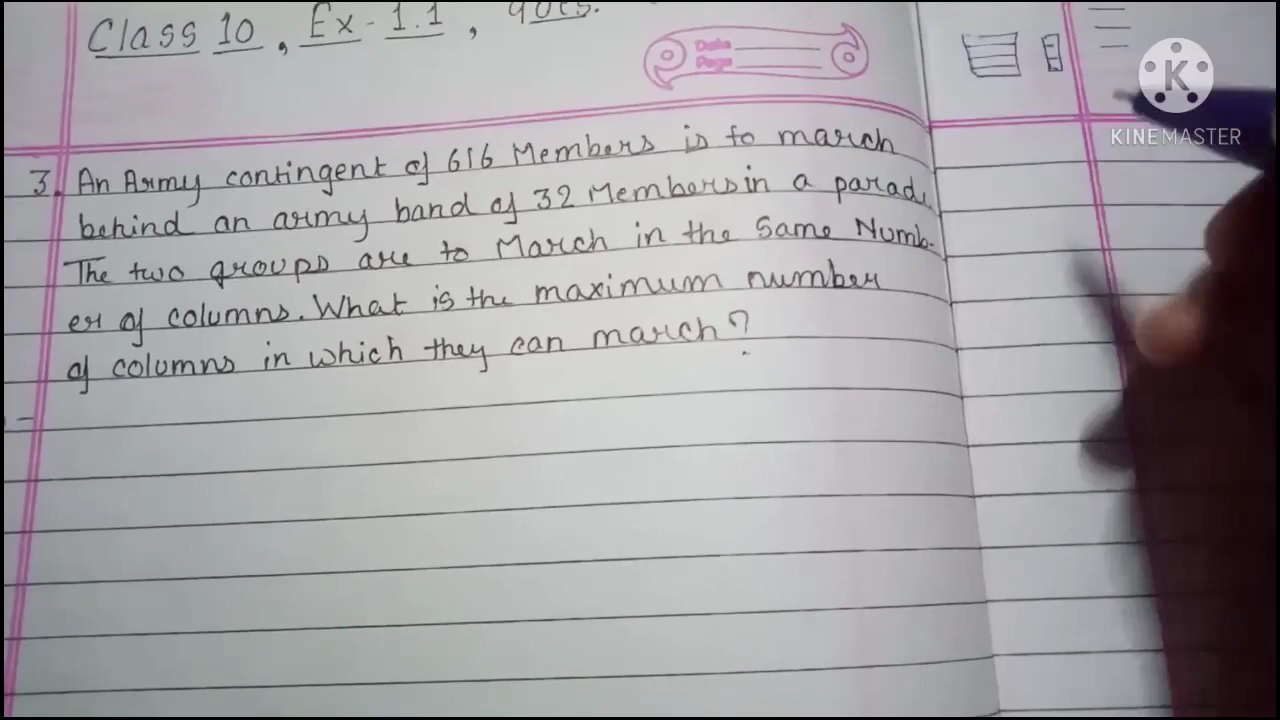 Class 10, Ex-1.1, Ques.
Date
Page
K
KINEMASTER
3. An Army contingent of 616 Members is to march
behind an army band of 32 Members in a parade.
The two groups are to March in the same Numb-
er of columns. What is the maximum number
of columns in which they can march?